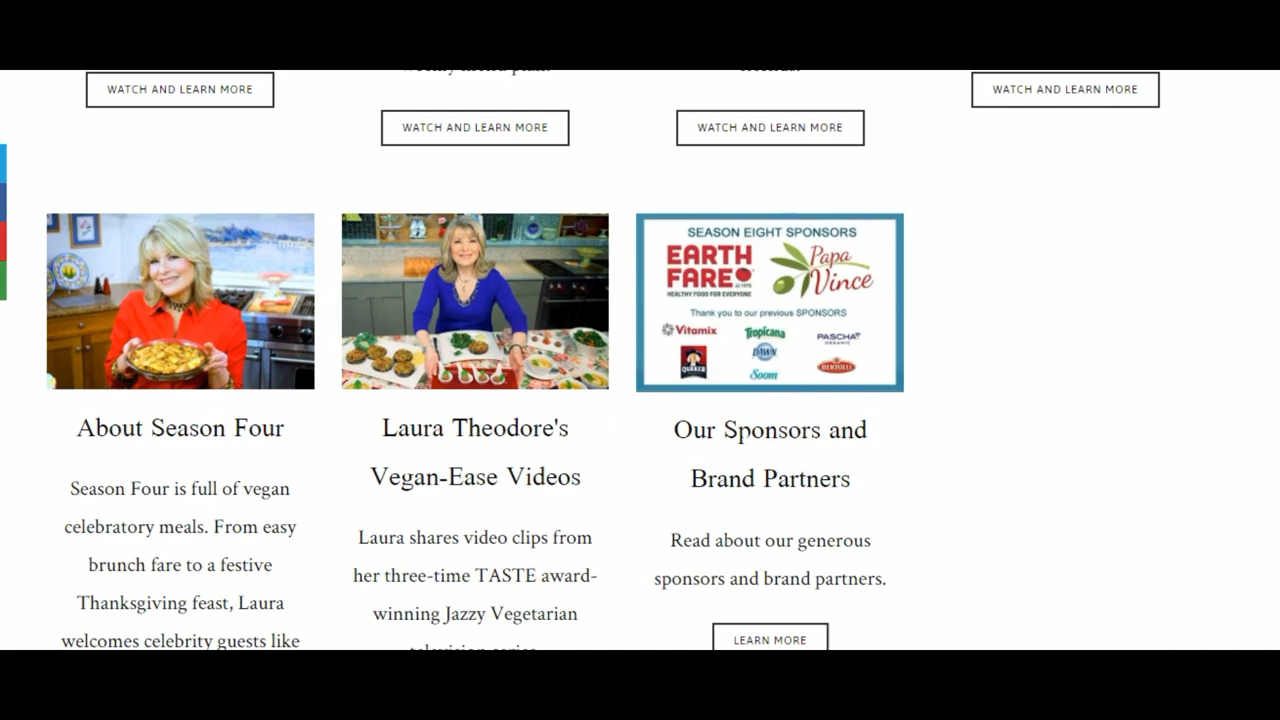 WATCH AND LEARN MORE
WATCH AND LEARN MORE
WATCH AND LEARN MORE
WATCH AND LEARN MORE
About Season Four
Season Four is full of vegan
celebratory meals. From easy
brunch fare to a festive
Thanksgiving feast, Laura
welcomes celebrity guests like
Laura Theodore's
Vegan-Ease Videos
Laura shares video clips from
her three-time TASTE award-
winning Jazzy Vegetarian
television series.
SEASON EIGHT SPONSORS
EARTH
FARE
HEALTHY FOOD FOR EVERYONE
Papa
Vince
Thank you to our previous SPONSORS
Vitamix
Tropicana
PASCHA
ORGANIC
QUAKER
DAWN
BERTOLLI
Soom
Our Sponsors and
Brand Partners
Read about our generous
sponsors and brand partners.
LEARN MORE